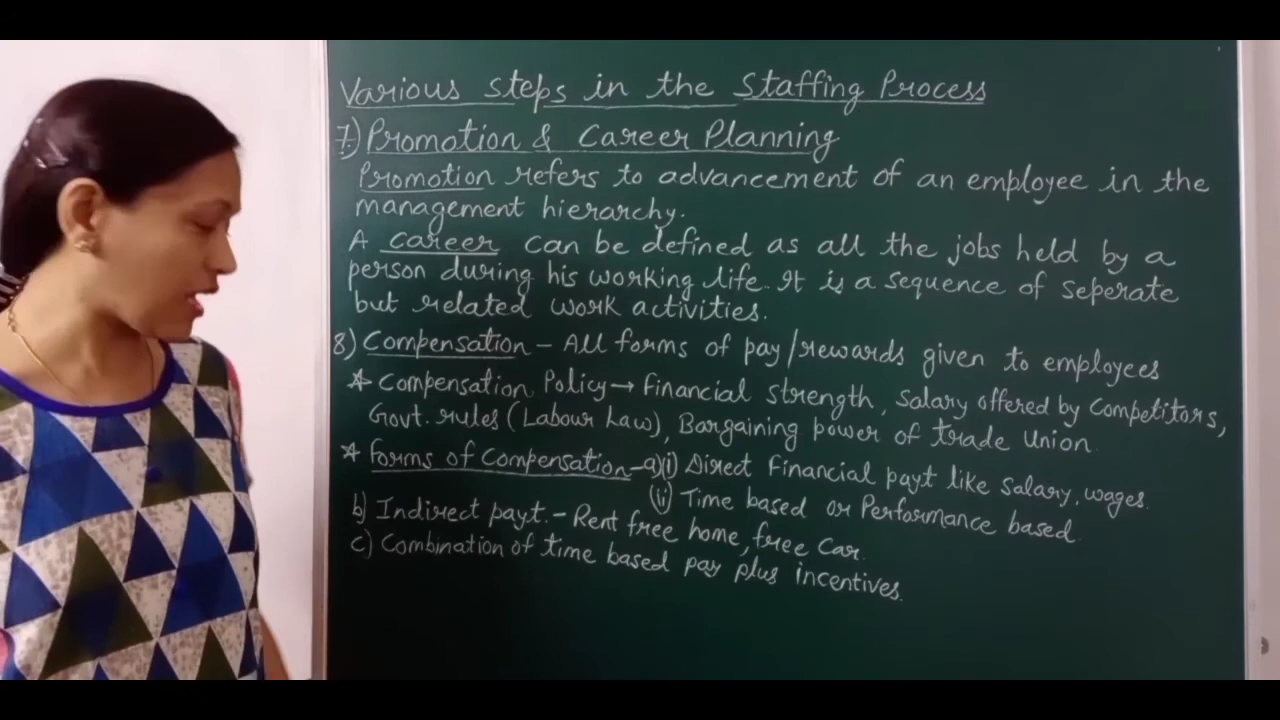 Various steps in the Staffing Process
7.) Promotion & Career Planning
Promotion refers to advancement of an employee in the
management hierarchy.
A career can be defined as all the jobs held by a
person during his working life. It is a sequence of seperate
but related work activities.
8) Compensation - All forms of pay/rewards given to employees
* Compensation Policy → Financial strength, Salary offered by Competitors,
Govt. rules (Labour Law), Bargaining power of trade Union.
* Forms of Compensation - a)(i) Direct Financial payt like salary, wages.
(ii) Time based or Performance based.
b) Indirect payt. - Rent free home, free Car.
c) Combination of time based pay plus incentives.